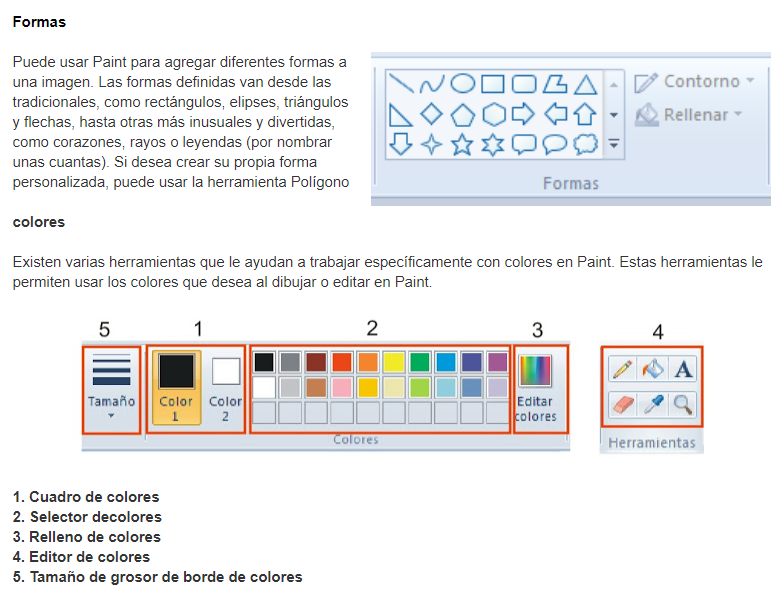 Formas
Puede usar Paint para agregar diferentes formas a
una imagen. Las formas definidas van desde las
tradicionales, como rectángulos, elipses, triángulos
y flechas, hasta otras más inusuales y divertidas,
como corazones, rayos o leyendas (por nombrar
unas cuantas). Si desea crear su propia forma
personalizada, puede usar la herramienta Polígono
Contorno
Rellenar
Formas
colores
Existen varias herramientas que le ayudan a trabajar específicamente con colores en Paint. Estas herramientas le
permiten usar los colores que desea al dibujar o editar en Paint.
5 1 2 3 4
Tamaño
Color
1
Color
2
Editar
colores
Colores
A
Herramientas
1. Cuadro de colores
2. Selector decolores
3. Relleno de colores
4. Editor de colores
5. Tamaño de grosor de borde de colores